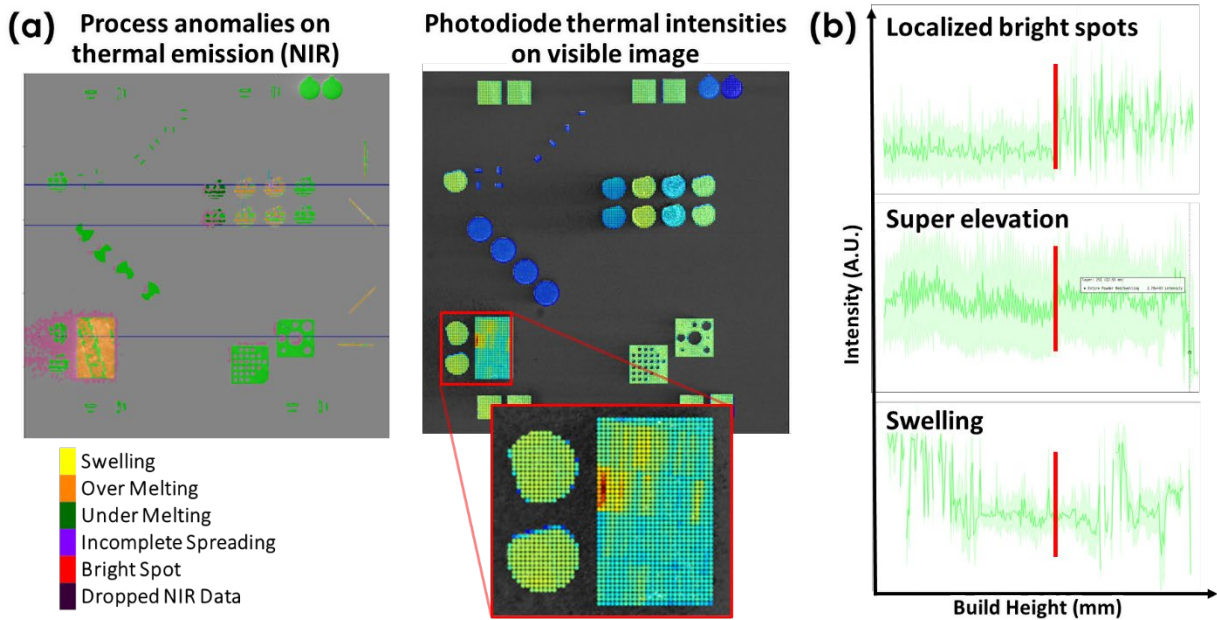 (a)
Process anomalies on
thermal emission (NIR)
Photodiode thermal intensities
on visible image
Swelling
Over Melting
Under Melting
Incomplete Spreading
Bright Spot
Dropped NIR Data
(b)
Localized bright spots
Super elevation
Swelling
Intensity (A.U.)
Build Height (mm)